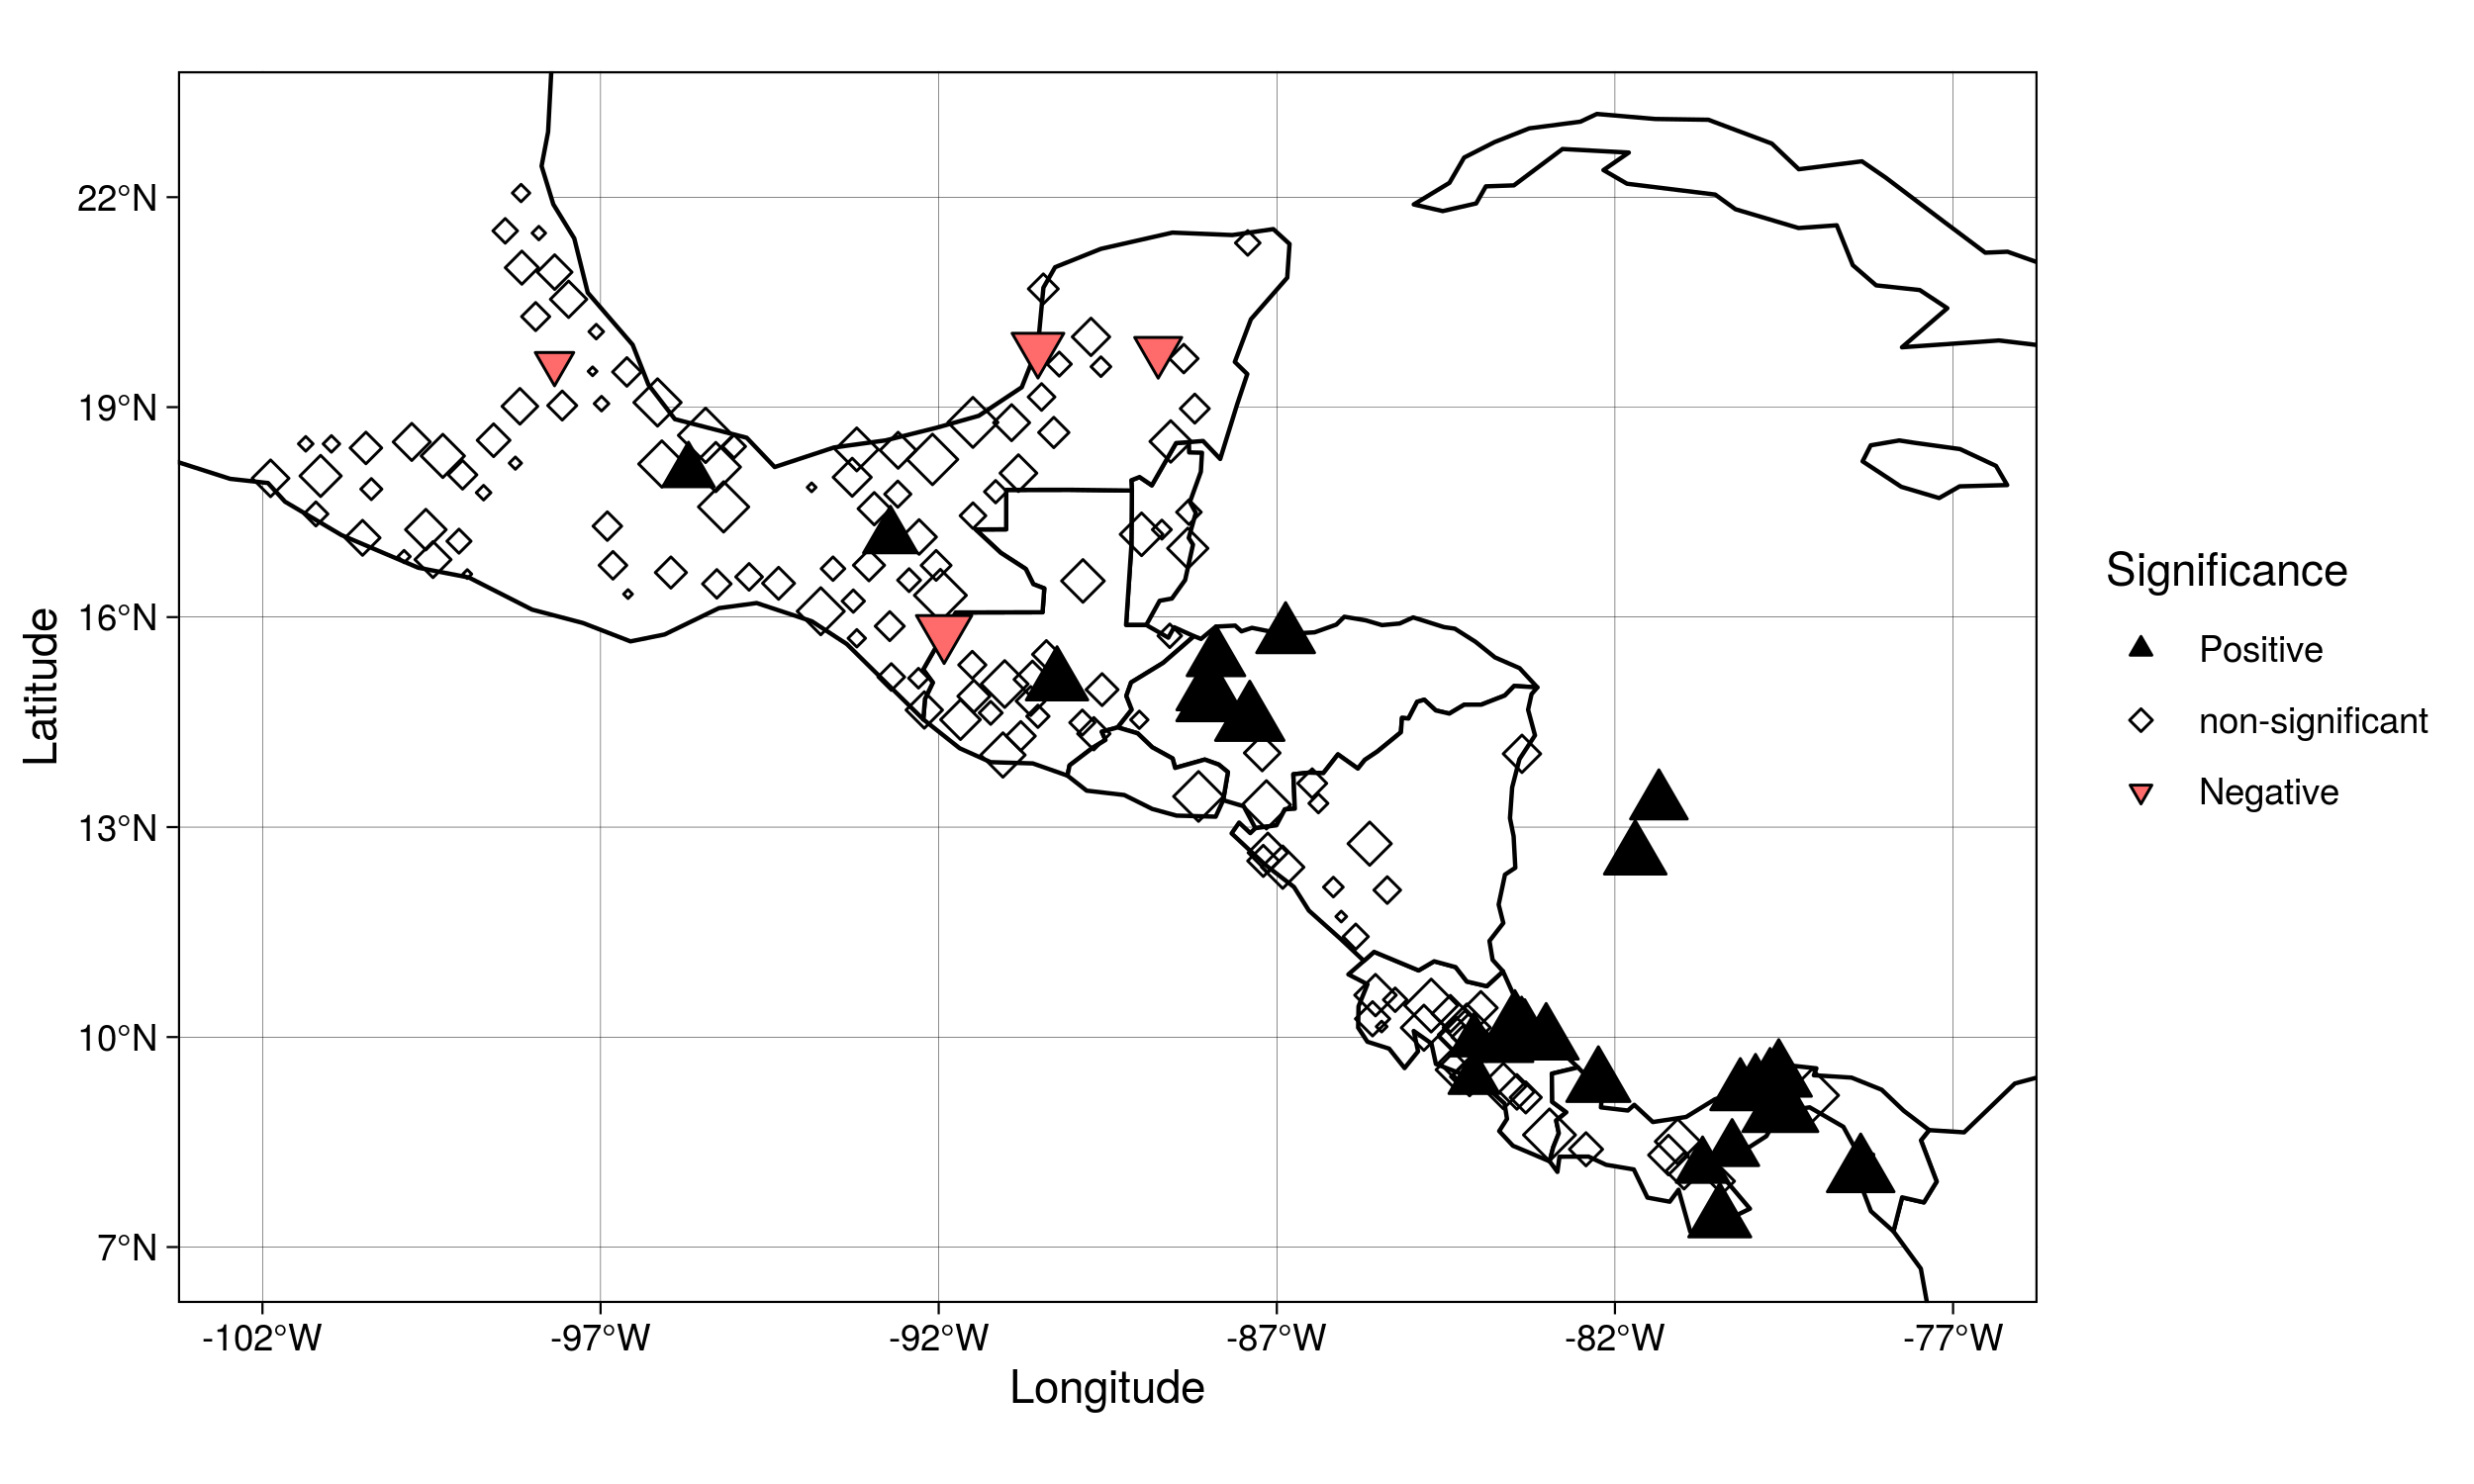 22°N
19°N
16°N
13°N
10°N
7°N
Latitude
-102°W
-97°W
-92°W
-87°W
-82°W
-77°W
Longitude
Significance
Positive
non-significant
Negative